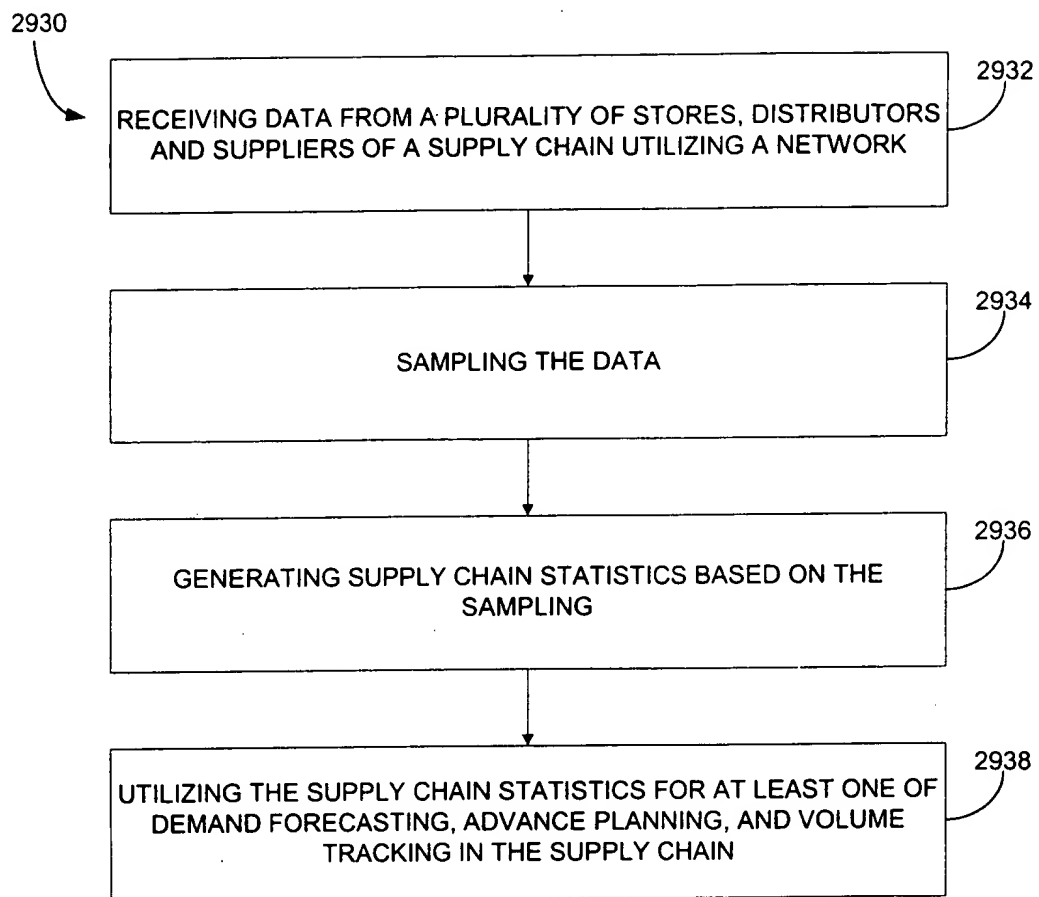 2930
2932
RECEIVING DATA FROM A PLURALITY OF STORES, DISTRIBUTORS
AND SUPPLIERS OF A SUPPLY CHAIN UTILIZING A NETWORK
2934
SAMPLING THE DATA
2936
GENERATING SUPPLY CHAIN STATISTICS BASED ON THE
SAMPLING
2938
UTILIZING THE SUPPLY CHAIN STATISTICS FOR AT LEAST ONE OF
DEMAND FORECASTING, ADVANCE PLANNING, AND VOLUME
TRACKING IN THE SUPPLY CHAIN